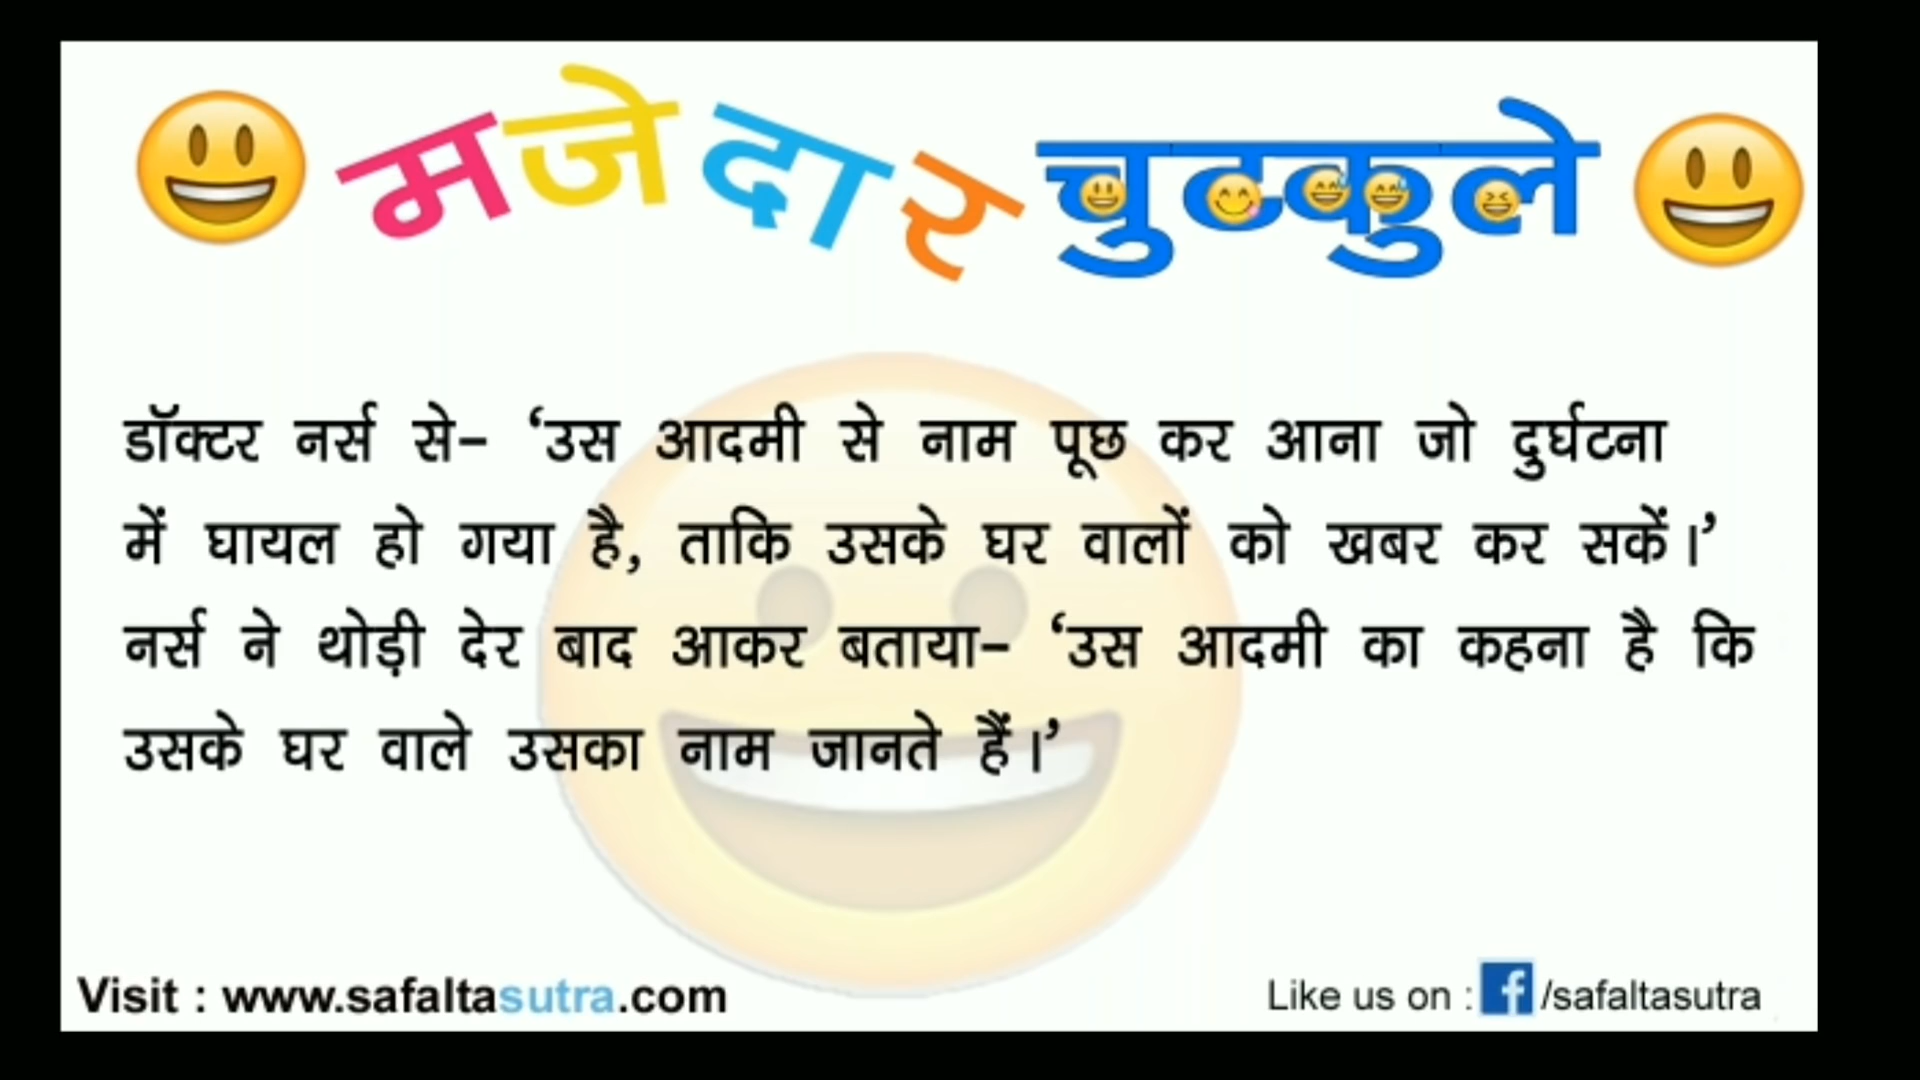 मजेदार चुटकुले
डॉक्टर नर्स से- ‘उस आदमी से नाम पूछ कर आना जो दुर्घटना
में घायल हो गया है, ताकि उसके घर वालों को खबर कर सकें।’
नर्स ने थोड़ी देर बाद आकर बताया- ‘उस आदमी का कहना है कि
उसके घर वाले उसका नाम जानते हैं।’
Visit : www.safaltasutra.com
Like us on : f /safaltasutra